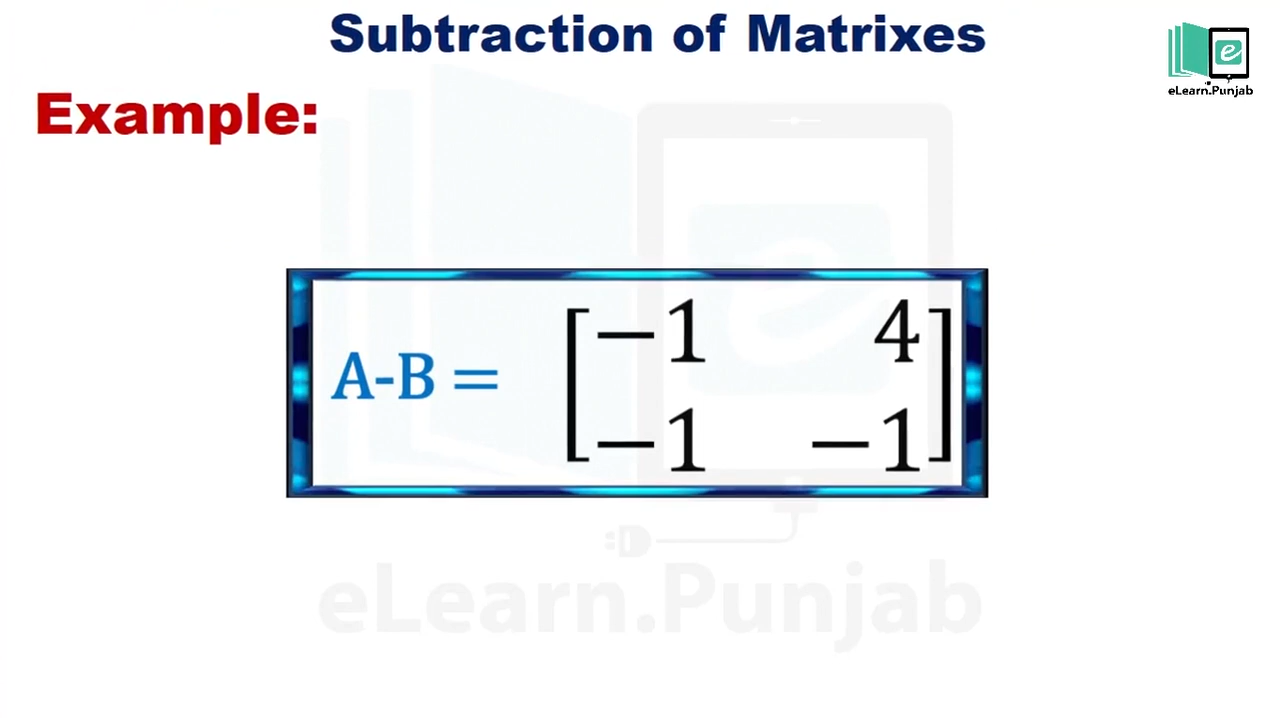 Subtraction of Matrixes
eLearn.Punjab
Example:
A-B = [−1 4
−1 −1]
eLearn.Punjab